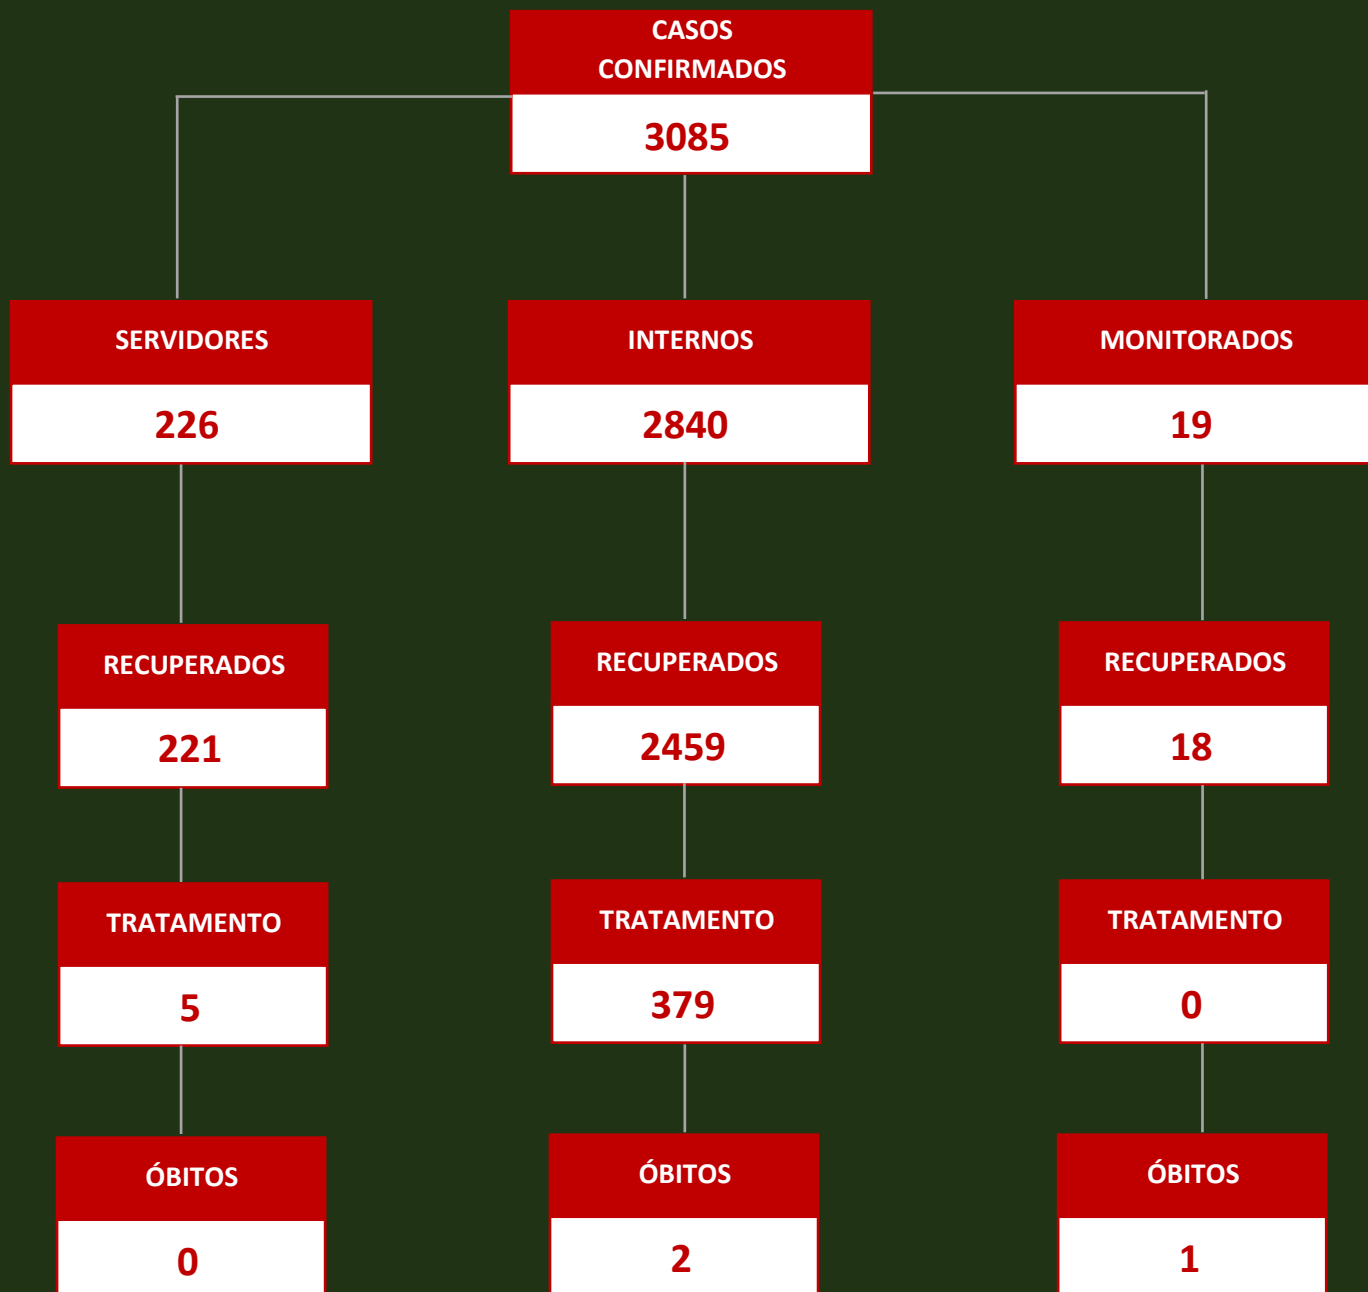 CASOS
CONFIRMADOS
3085
SERVIDORES
226
INTERNOS
2840
MONITORADOS
19
RECUPERADOS
221
RECUPERADOS
2459
RECUPERADOS
18
TRATAMENTO
5
TRATAMENTO
379
TRATAMENTO
0
ÓBITOS
0
ÓBITOS
2
ÓBITOS
1